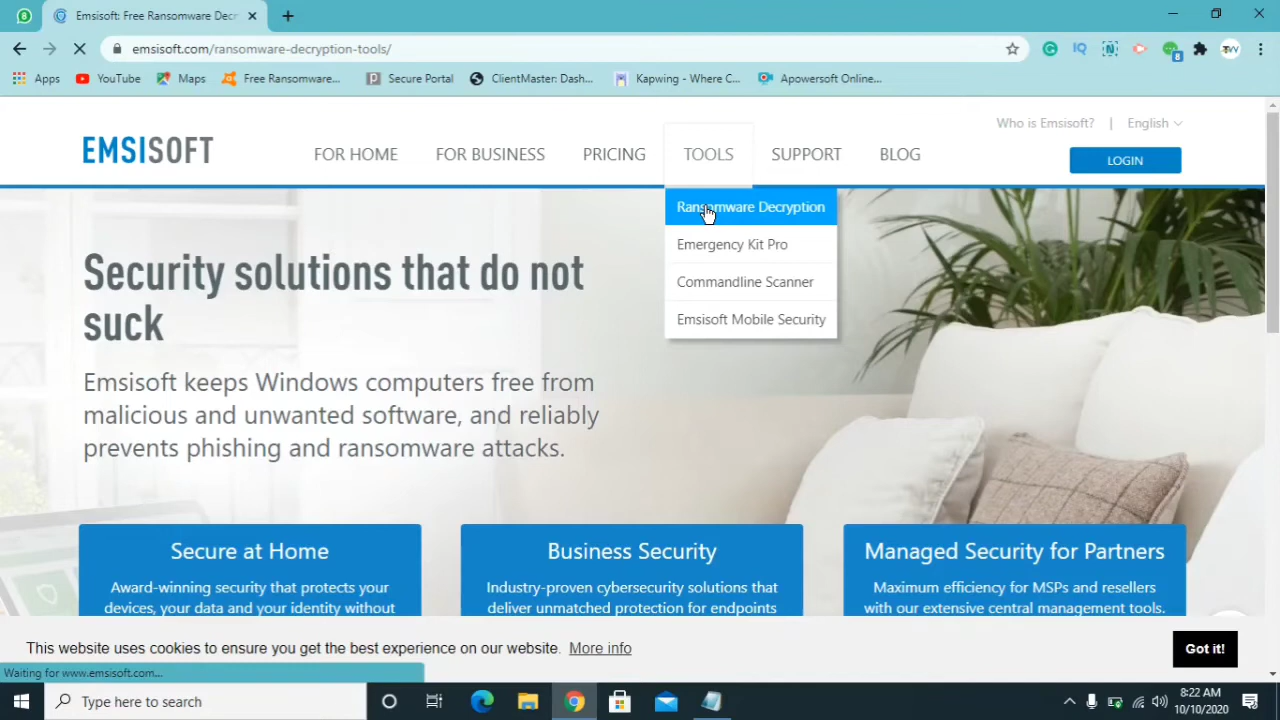 8
Emsisoft: Free Ransomware Decr
emsisoft.com/ransomware-decryption-tools/
IQ
N
8
TVV
Apps
YouTube
Maps
Free Ransomware...
Secure Portal
ClientMaster: Dash...
Kapwing - Where C...
Apowersoft Online...
Who is Emsisoft? | English
EMSISOFT
FOR HOME
FOR BUSINESS
PRICING
TOOLS
SUPPORT
BLOG
LOGIN
Ransomware Decryption
Emergency Kit Pro
Commandline Scanner
Emsisoft Mobile Security
Security solutions that do not
suck
Emsisoft keeps Windows computers free from
malicious and unwanted software, and reliably
prevents phishing and ransomware attacks.
Secure at Home
Award-winning security that protects your
devices, your data and your identity without
Business Security
Industry-proven cybersecurity solutions that
deliver unmatched protection for endpoints
Managed Security for Partners
Maximum efficiency for MSPs and resellers
with our extensive central management tools.
This website uses cookies to ensure you get the best experience on our website. More info
Got it!
Waiting for www.emsisoft.com...
Type here to search
8:22 AM
10/10/2020